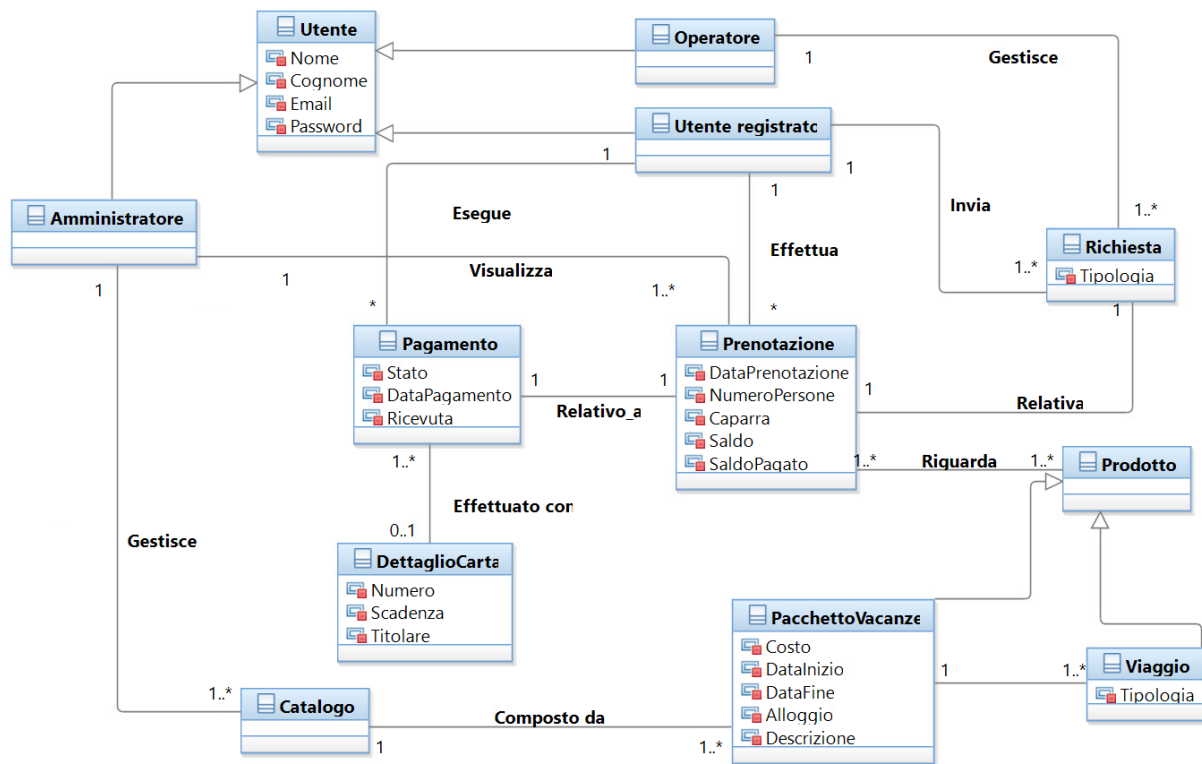 Utente
Nome
Cognome
Email
Password
Operatore
1
Gestisce
Utente registrato
1
1
1
Amministratore
Esegue
Invia
1..*
Effettua
Richiesta
Tipologia
1
1
Visualizza
1..*
1..*
*
*
1
Pagamento
Stato
DataPagamento
Ricevuta
1
1
Relativo_a
Prenotazione
DataPrenotazione
NumeroPersone
Caparra
Saldo
SaldoPagato
1
Relativa
1..*
Riguarda
1..*
Prodotto
1..*
Effettuato con
0..1
Gestisce
DettaglioCarta
Numero
Scadenza
Titolare
PacchettoVacanze
Costo
DataInizio
DataFine
Alloggio
Descrizione
1
1..*
Viaggio
Tipologia
1..*
Catalogo
1
Composto da
1..*